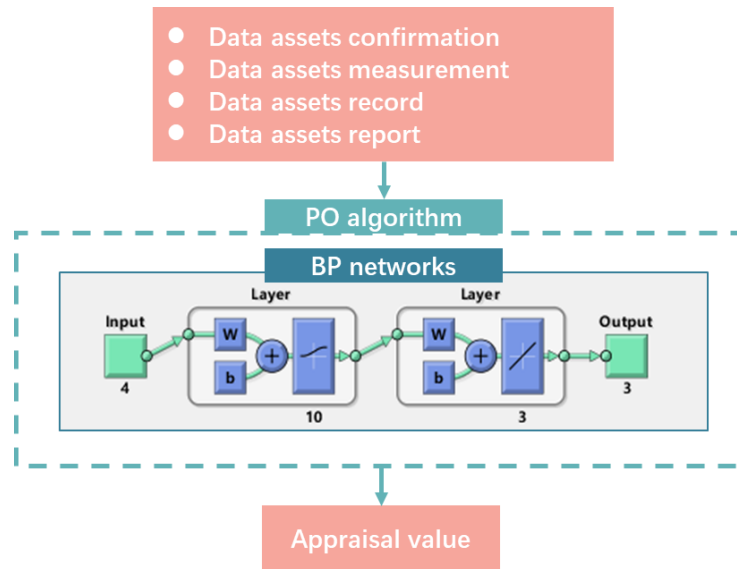 Data assets confirmation
Data assets measurement
Data assets record
Data assets report
PO algorithm
BP networks
Layer
Layer
Input
Output
W
W
b
b
4
10
3
3
Appraisal value